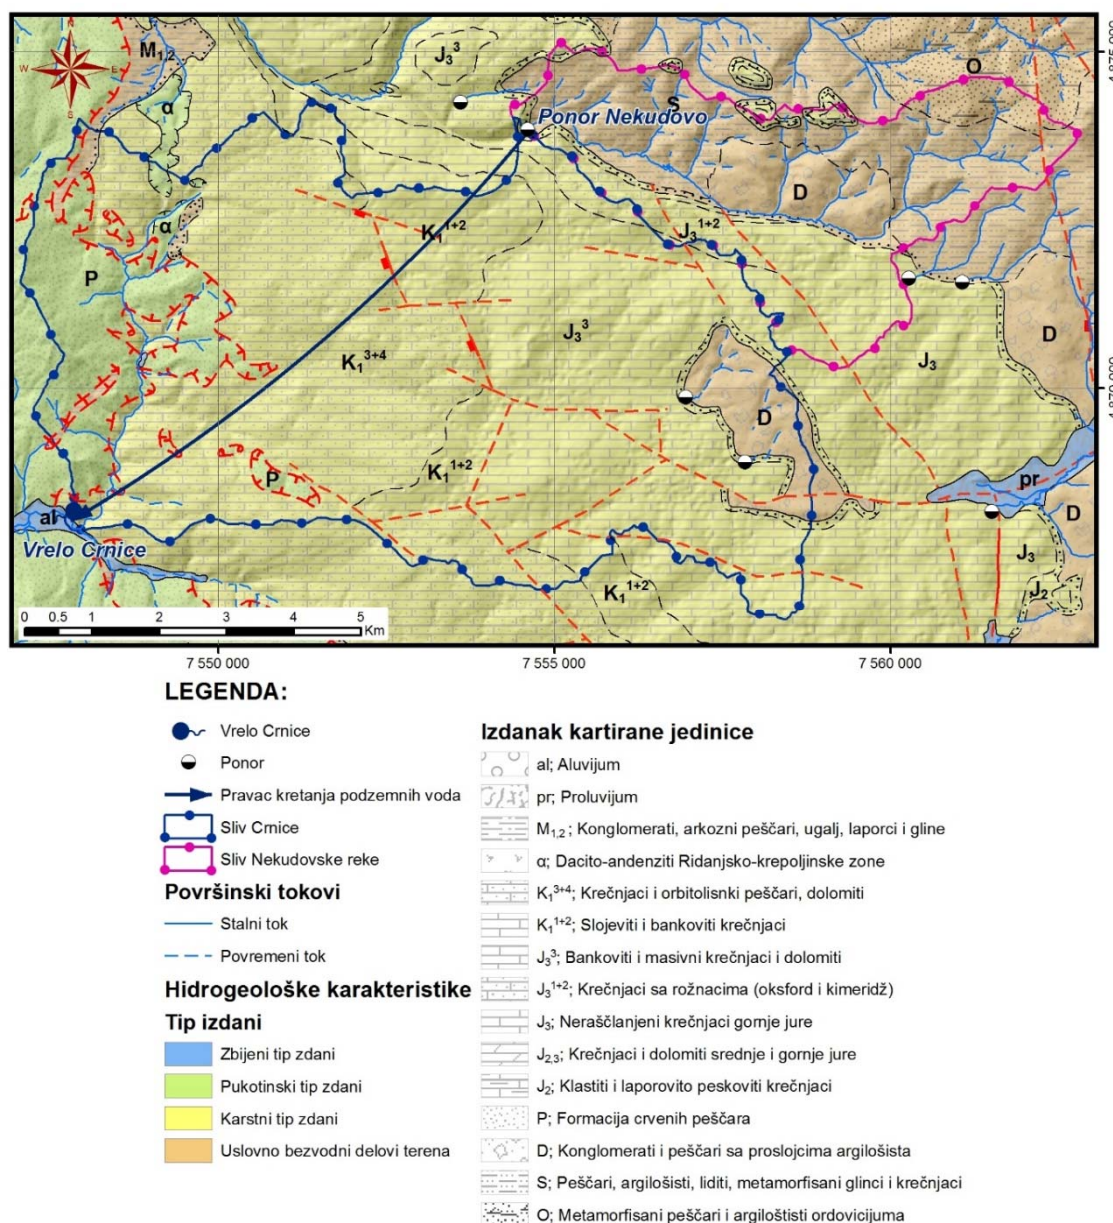 N
W
E
S
M1,2
α
J3^3
O
S
4 875 000
Ponor Nekudovo
D
α
K1^1+2
J3^1+2
P
J3^3
D
K1^3+4
J3
4 870 000
D
K1^1+2
P
pr
al
D
Vrelo Crnice
J3
K1^1+2
J2
0 0.5 1 2 3 4 5
Km
7 550 000 7 555 000 7 560 000
LEGENDA:
Vrelo Crnice
Ponor
Pravac kretanja podzemnih voda
Sliv Crnice
Sliv Nekudovske reke
Površinski tokovi
Stalni tok
Povremeni tok
Hidrogeološke karakteristike
Tip izdani
Zbijeni tip zdani
Pukotinski tip zdani
Karstni tip zdani
Uslovno bezvodni delovi terena
Izdanak kartirane jedinice
al; Aluvijum
pr; Proluvijum
M1,2; Konglomerati, arkozni peščari, ugalj, laporci i gline
α; Dacito-andenziti Ridanjsko-krepoljinske zone
K1^3+4; Krečnjaci i orbitolisnki peščari, dolomiti
K1^1+2; Slojeviti i bankoviti krečnjaci
J3^3; Bankoviti i masivni krečnjaci i dolomiti
J3^1+2; Krečnjaci sa rožnacima (oksford i kimeridž)
J3; Neraščlanjeni krečnjaci gornje jure
J2,3; Krečnjaci i dolomiti srednje i gornje jure
J2; Klastiti i laporovito peskoviti krečnjaci
P; Formacija crvenih peščara
D; Konglomerati i peščari sa proslojcima argilošista
S; Peščari, argilošisti, liditi, metamorfisani glinci i krečnjaci
O; Metamorfisani peščari i argiloštisti ordovicijuma